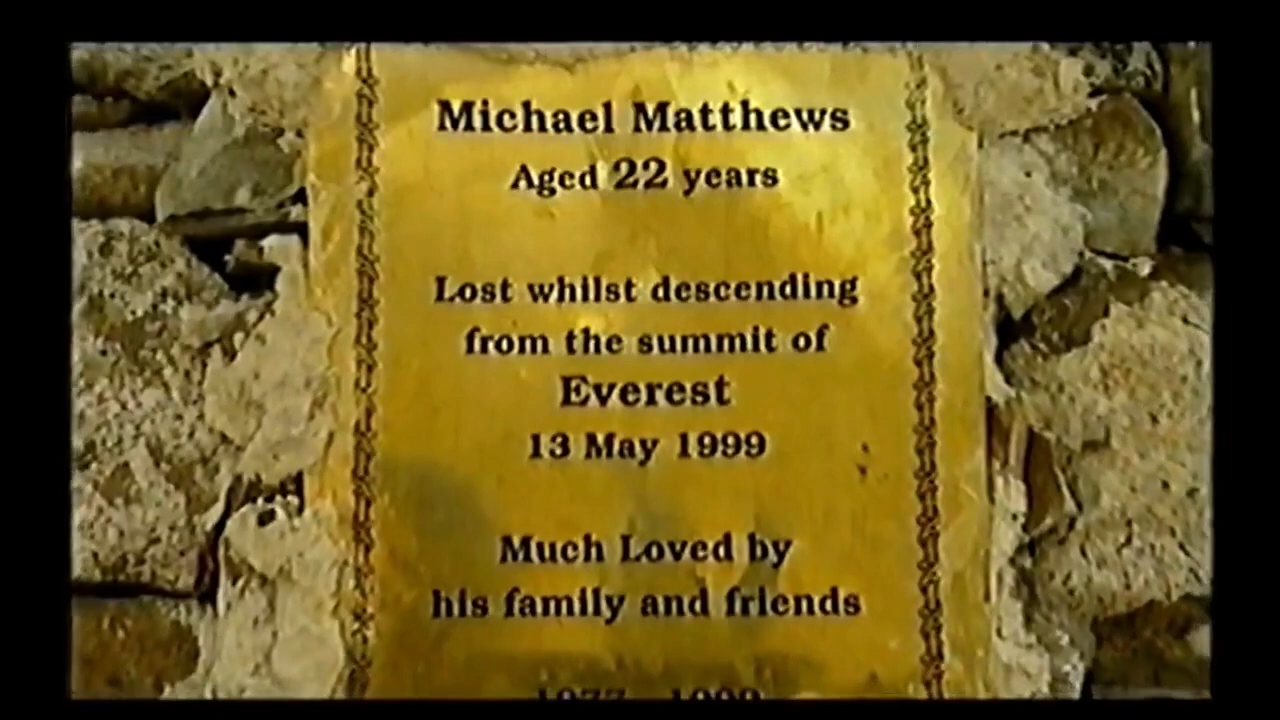 Michael Matthews
Aged 22 years
Lost whilst descending
from the summit of
Everest
13 May 1999
Much Loved by
his family and friends